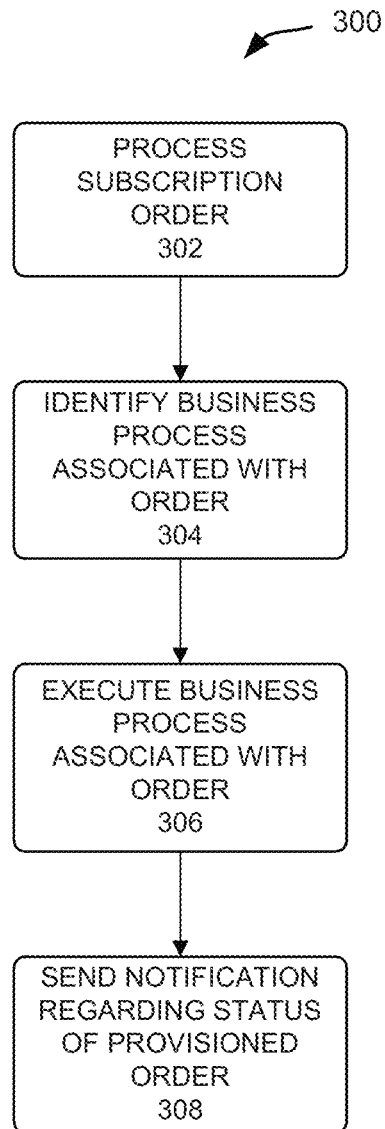 300
PROCESS
SUBSCRIPTION
ORDER
302
IDENTIFY BUSINESS
PROCESS
ASSOCIATED WITH
ORDER
304
EXECUTE BUSINESS
PROCESS
ASSOCIATED WITH
ORDER
306
SEND NOTIFICATION
REGARDING STATUS
OF PROVISIONED
ORDER
308